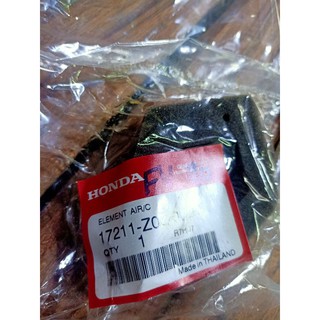 HONDA
ELEMENT AIR/C
17211-Z0
QTY 1
Made in THAILAND